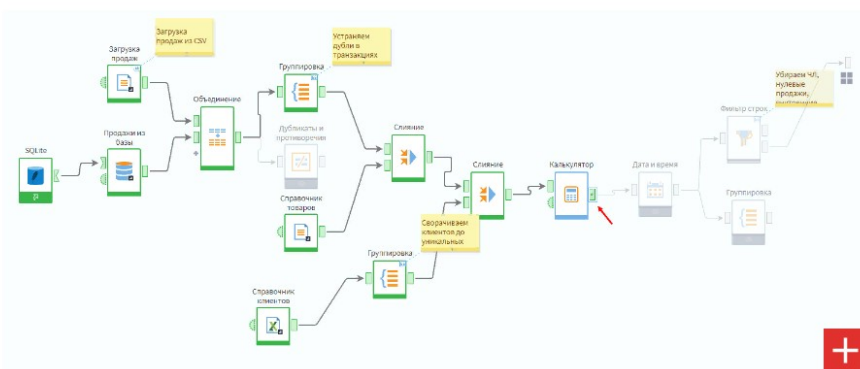 Загрузка
продаж из CSV
Загрузка
продаж
Устраняем
дубли в
транзакциях
Группировка
Объединение
Убираем ЧЛ,
нулевые
продажи,
Фильтр строк
SQLite
Продажи из
базы
Дубликаты и
противоречия
Слияние
Слияние
Калькулятор
Дата и время
Группировка
Справочник
товаров
Сворачиваем
клиентов до
уникальных
Группировка
Справочник
клиентов